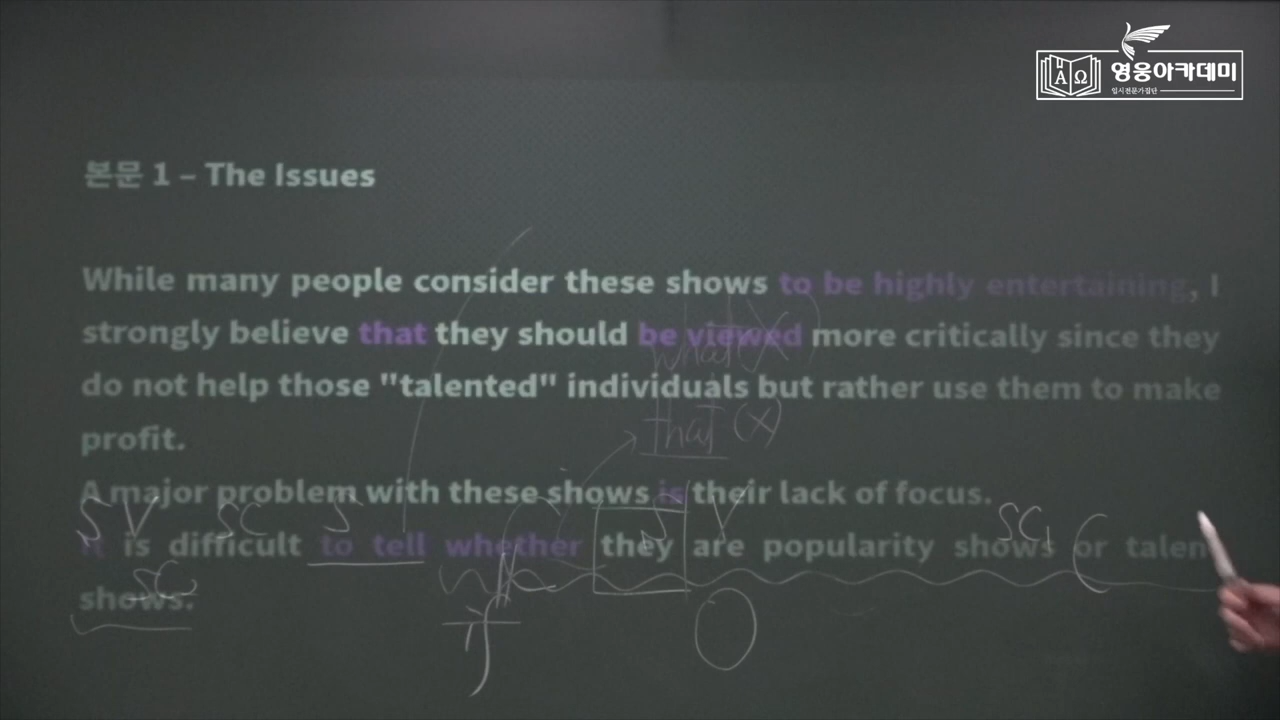 영웅아카데미
입시전문가집단
본문 1 – The Issues
While many people consider these shows to be highly entertaining, I
strongly believe that they should be viewed more critically since they
what (X)
do not help those "talented" individuals but rather use them to make
that (X)
profit.
A major problem with these shows is their lack of focus.
S V SC S S V SC₁
It is difficult to tell whether they are popularity shows or talent
SC₂
shows.
if